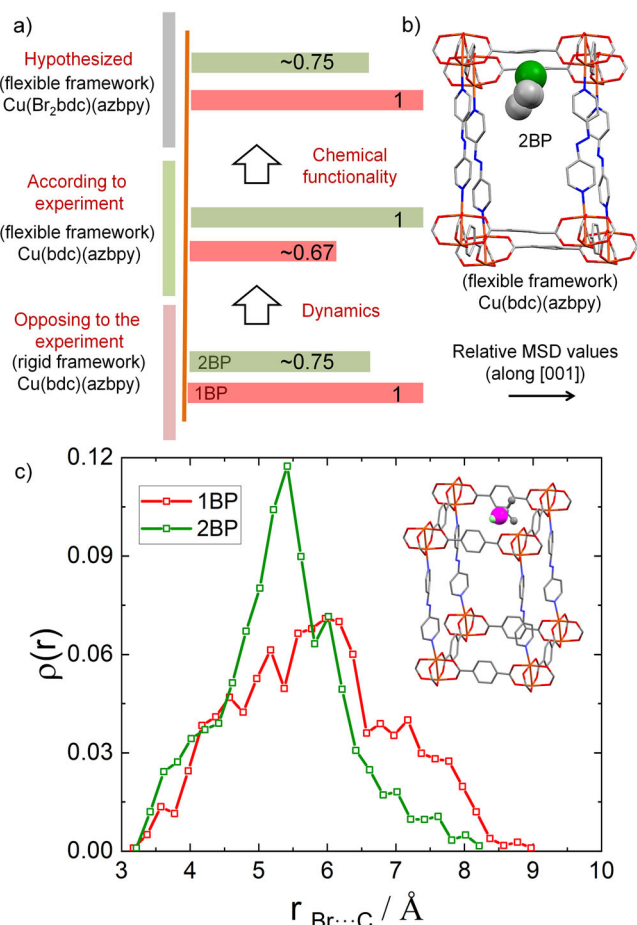 a)
Hypothesized
(flexible framework)
Cu(Br₂bdc)(azbpy)
~0.75
1
Chemical
functionality
According to
experiment
(flexible framework)
Cu(bdc)(azbpy)
1
~0.67
Dynamics
Opposing to the
experiment
(rigid framework)
Cu(bdc)(azbpy)
2BP ~0.75
1BP 1
b)
2BP
(flexible framework)
Cu(bdc)(azbpy)
Relative MSD values
(along [001])
c)
1BP
2BP
ρ(r)
0.12
0.09
0.06
0.03
0.00
3 4 5 6 7 8 9 10
r Br···C / Å